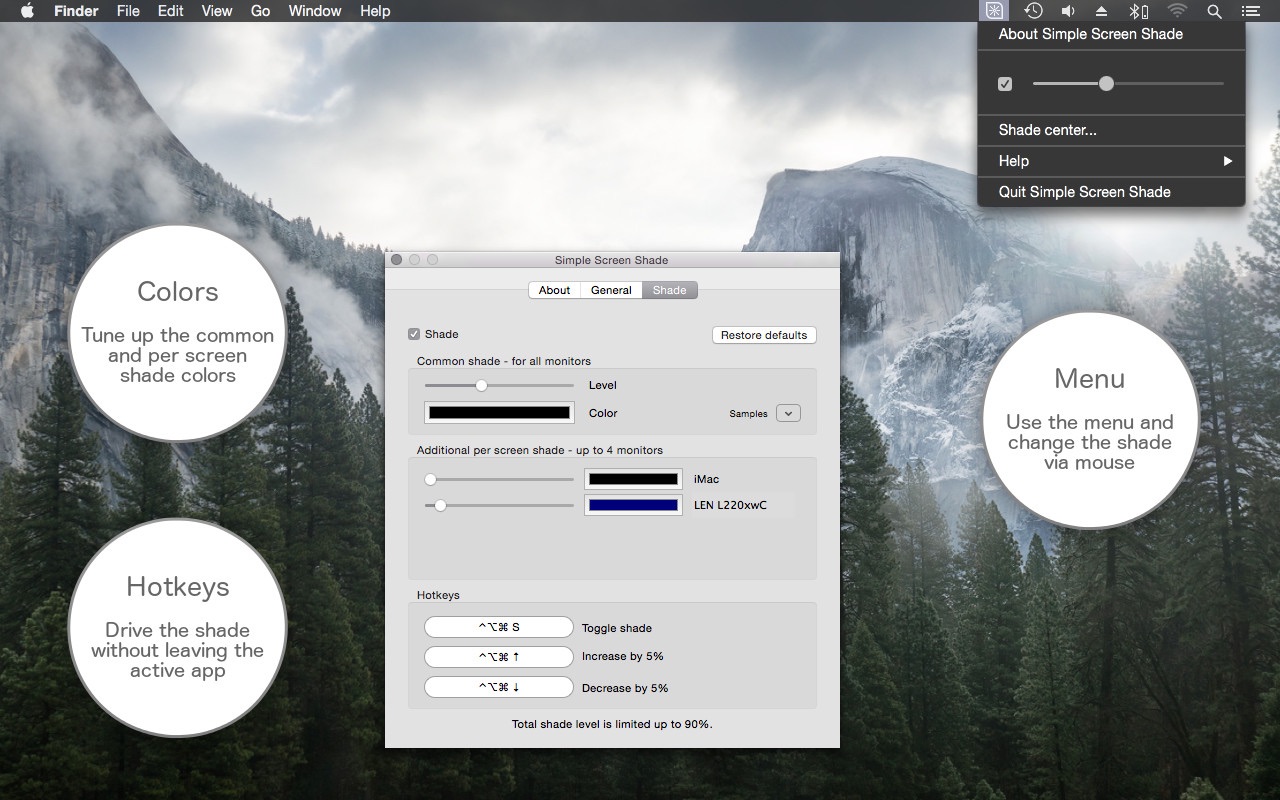 Finder File Edit View Go Window Help
About Simple Screen Shade
Shade center...
Help
Quit Simple Screen Shade
Colors
Tune up the common
and per screen
shade colors
Hotkeys
Drive the shade
without leaving the
active app
Simple Screen Shade
About General Shade
Shade
Restore defaults
Common shade - for all monitors
Level
Color
Samples
Additional per screen shade - up to 4 monitors
iMac
LEN L220xwC
Hotkeys
^⌥⌘ S Toggle shade
^⌥⌘ ↑ Increase by 5%
^⌥⌘ ↓ Decrease by 5%
Total shade level is limited up to 90%.
Menu
Use the menu and
change the shade
via mouse